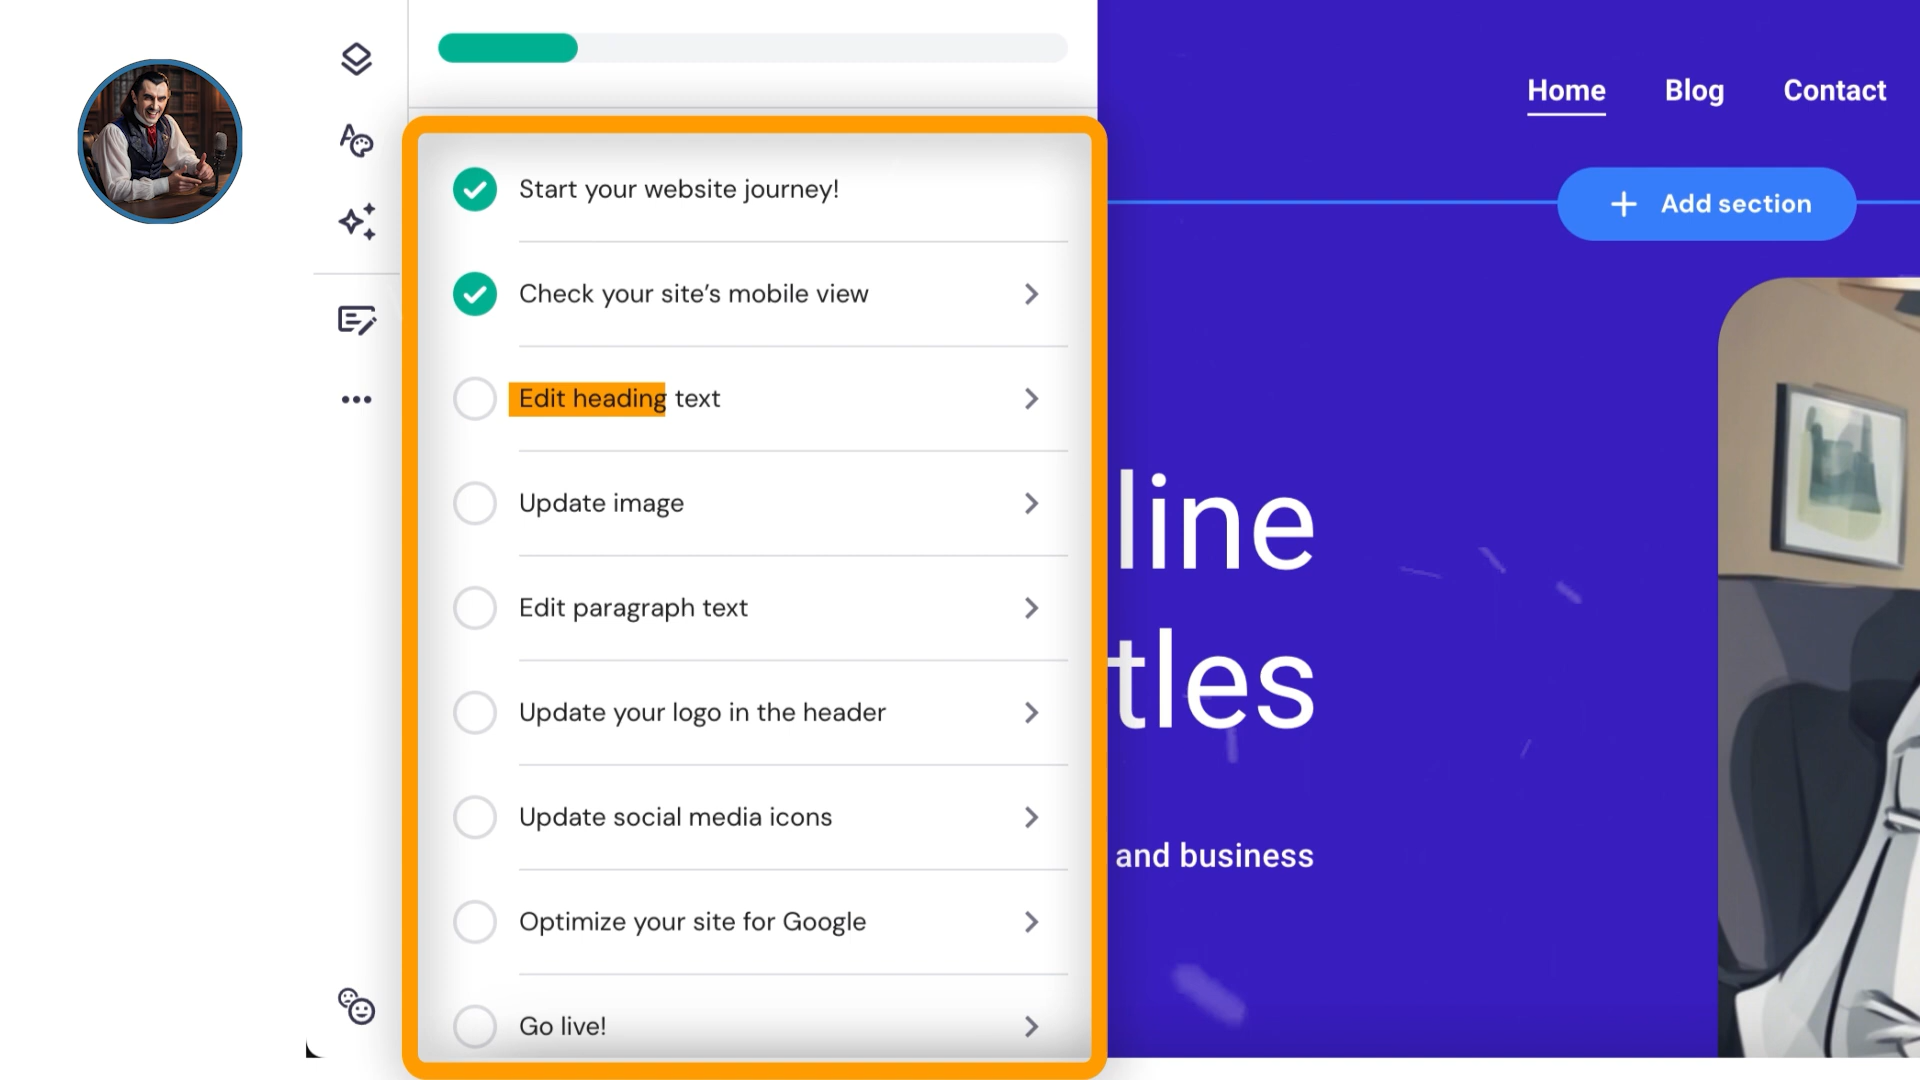 Home Blog Contact
Start your website journey!
+ Add section
Check your site’s mobile view
Edit heading text
Update image
line
Edit paragraph text
tles
Update your logo in the header
Update social media icons
and business
Optimize your site for Google
Go live!